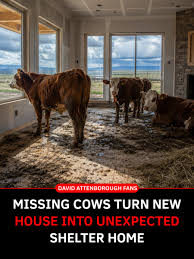 DAVID ATTENBOROUGH FANS
MISSING COWS TURN NEW
HOUSE INTO UNEXPECTED
SHELTER HOME